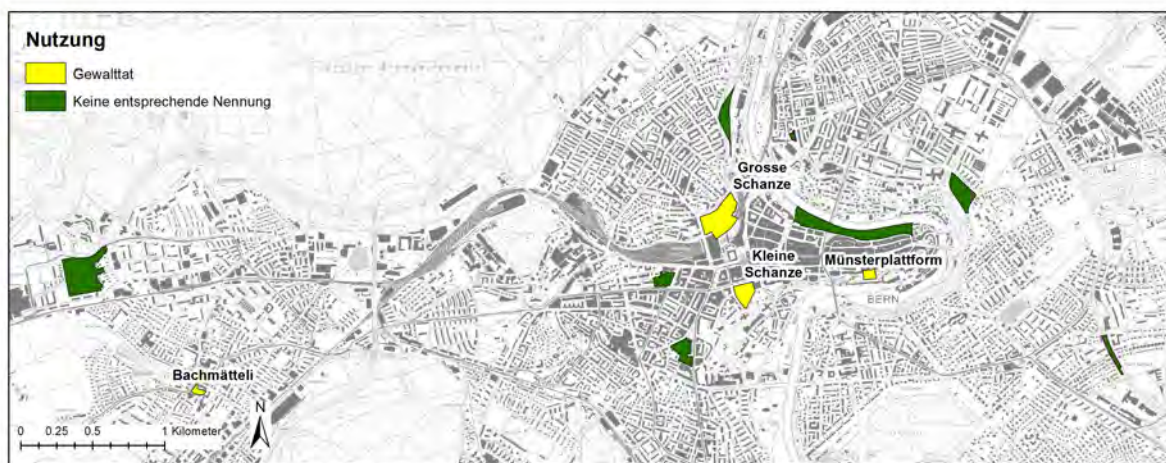 Nutzung
Gewalttat
Keine entsprechende Nennung
Grosse
Schanze
Kleine
Schanze
Münsterplattform
BERN
Bachmätteli
N
0 0.25 0.5 1 Kilometer